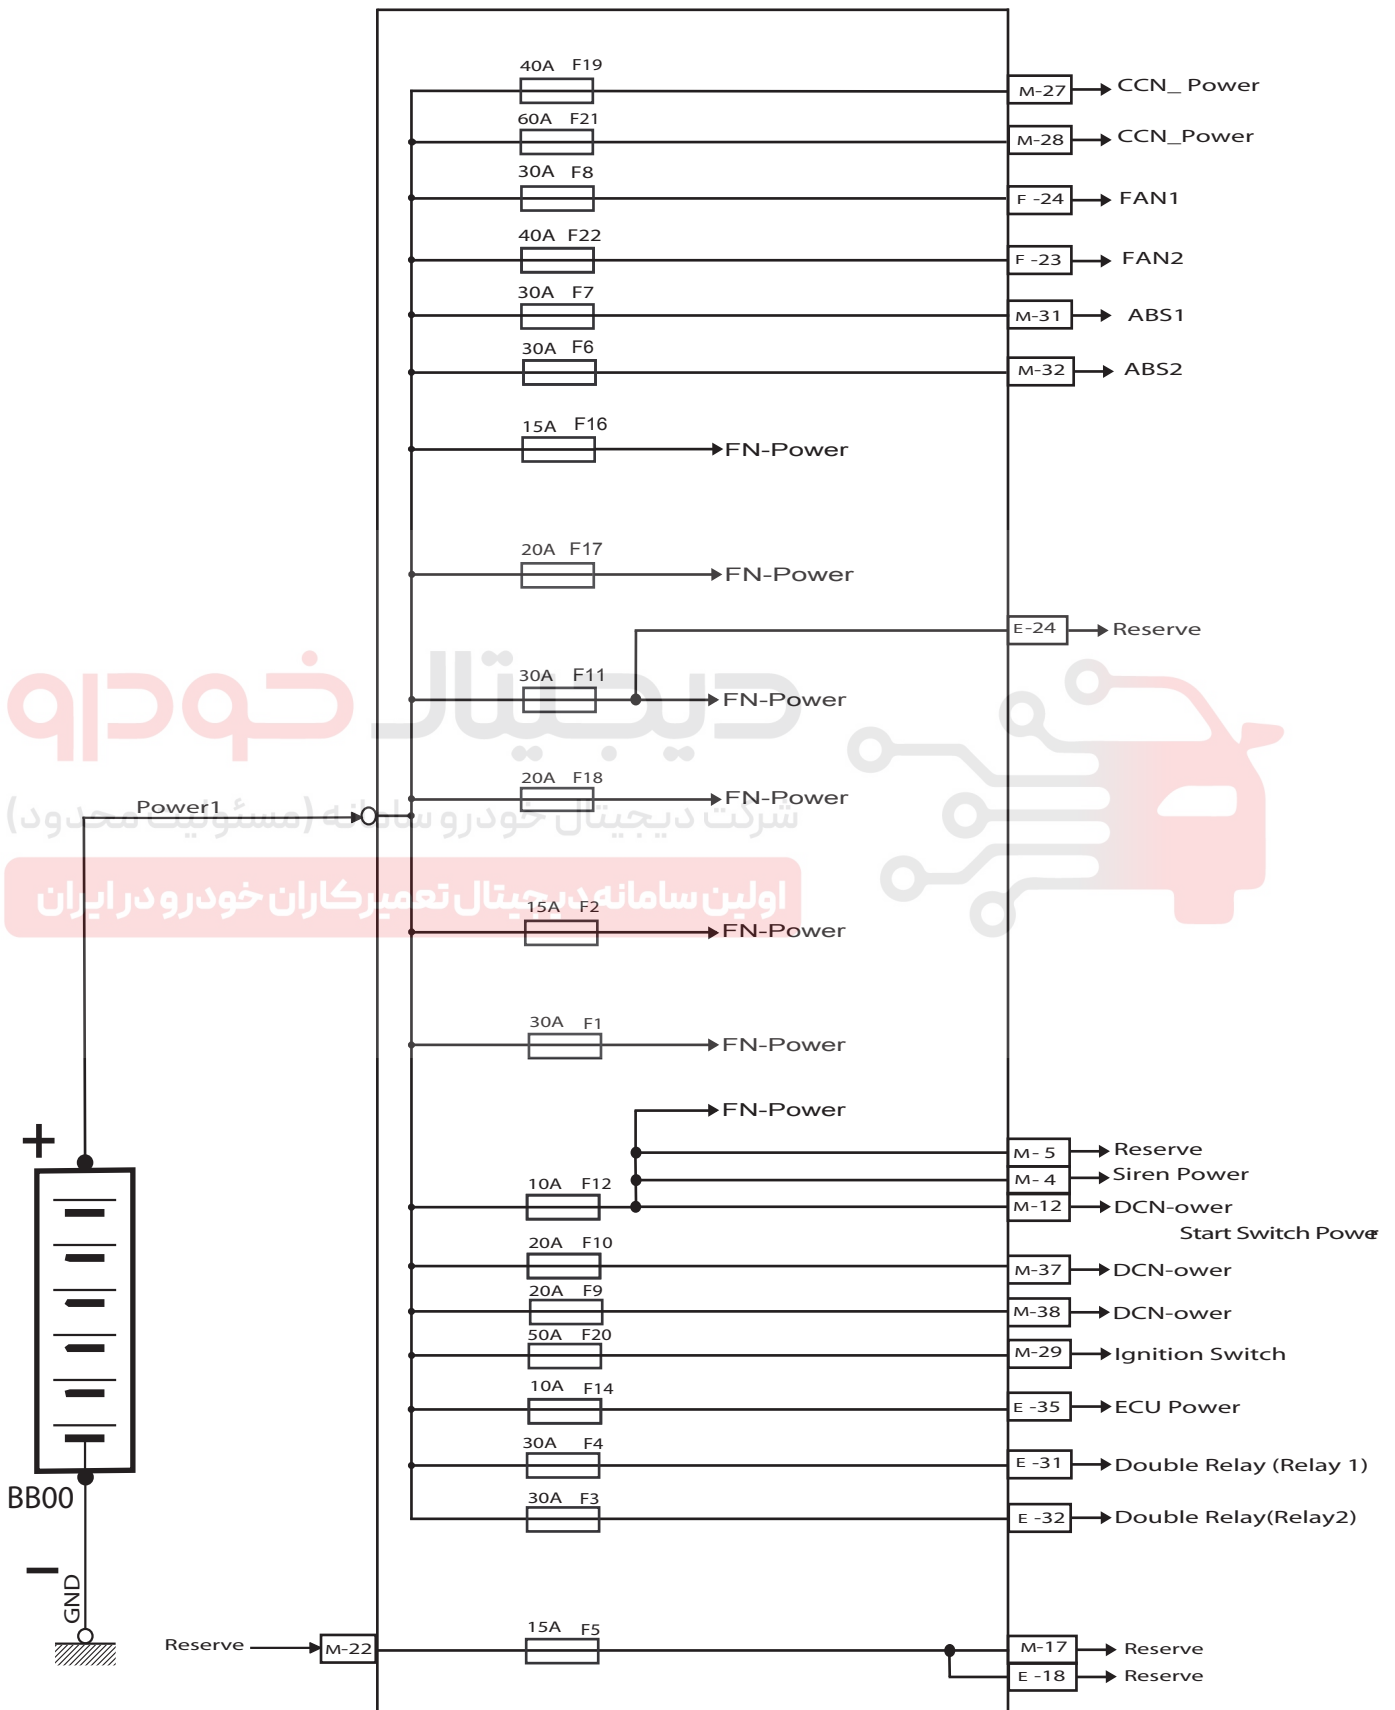 40A F19
M-27 CCN_ Power
60A F21
M-28 CCN_Power
30A F8
F -24 FAN1
40A F22
F -23 FAN2
30A F7
M-31 ABS1
30A F6
M-32 ABS2
15A F16
FN-Power
20A F17
FN-Power
E-24 Reserve
30A F11
FN-Power
دیجیتال خودرو
20A F18
FN-Power
Power1
شرکت دیجیتال خودرو سامانه (مسئولیت محدود)
اولین سامانه دیجیتال تعمیرکاران خودرو در ایران
15A F2
FN-Power
30A F1
FN-Power
FN-Power
+
M- 5 Reserve
M- 4 Siren Power
10A F12
M-12 DCN-ower
Start Switch Power
20A F10
M-37 DCN-ower
20A F9
M-38 DCN-ower
50A F20
M-29 Ignition Switch
10A F14
E -35 ECU Power
30A F4
E -31 Double Relay (Relay 1)
BB00
30A F3
E -32 Double Relay(Relay2)
GND
15A F5
Reserve M-22
M-17 Reserve
E -18 Reserve